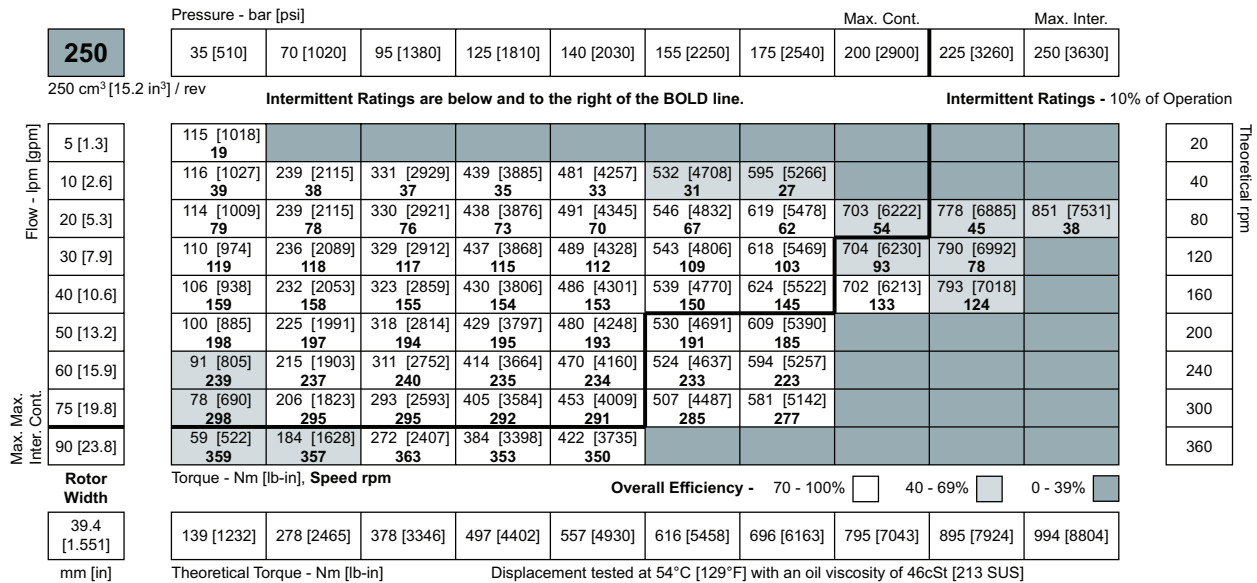 Pressure - bar [psi]
Max. Cont.
Max. Inter.
250
35 [510] 70 [1020] 95 [1380] 125 [1810] 140 [2030] 155 [2250] 175 [2540] 200 [2900] 225 [3260] 250 [3630]
250 cm³ [15.2 in³] / rev
Intermittent Ratings are below and to the right of the BOLD line.
Intermittent Ratings - 10% of Operation
Flow - lpm [gpm]
Theoretical rpm
5 [1.3] 115 [1018] 20
19
10 [2.6] 116 [1027] 239 [2115] 331 [2929] 439 [3885] 481 [4257] 532 [4708] 595 [5266] 40
39 38 37 35 33 31 27
20 [5.3] 114 [1009] 239 [2115] 330 [2921] 438 [3876] 491 [4345] 546 [4832] 619 [5478] 703 [6222] 778 [6885] 851 [7531] 80
79 78 76 73 70 67 62 54 45 38
30 [7.9] 110 [974] 236 [2089] 329 [2912] 437 [3868] 489 [4328] 543 [4806] 618 [5469] 704 [6230] 790 [6992] 120
119 118 117 115 112 109 103 93 78
40 [10.6] 106 [938] 232 [2053] 323 [2859] 430 [3806] 486 [4301] 539 [4770] 624 [5522] 702 [6213] 793 [7018] 160
159 158 155 154 153 150 145 133 124
50 [13.2] 100 [885] 225 [1991] 318 [2814] 429 [3797] 480 [4248] 530 [4691] 609 [5390] 200
198 197 194 195 193 191 185
60 [15.9] 91 [805] 215 [1903] 311 [2752] 414 [3664] 470 [4160] 524 [4637] 594 [5257] 240
239 237 240 235 234 233 223
75 [19.8] 78 [690] 206 [1823] 293 [2593] 405 [3584] 453 [4009] 507 [4487] 581 [5142] 300
298 295 295 292 291 285 277
90 [23.8] 59 [522] 184 [1628] 272 [2407] 384 [3398] 422 [3735] 360
359 357 363 353 350
Max. Max.
Inter. Cont.
Rotor
Width
Torque - Nm [lb-in], Speed rpm
Overall Efficiency - 70 - 100% 40 - 69% 0 - 39%
39.4
[1.551]
139 [1232] 278 [2465] 378 [3346] 497 [4402] 557 [4930] 616 [5458] 696 [6163] 795 [7043] 895 [7924] 994 [8804]
mm [in]
Theoretical Torque - Nm [lb-in]
Displacement tested at 54°C [129°F] with an oil viscosity of 46cSt [213 SUS]